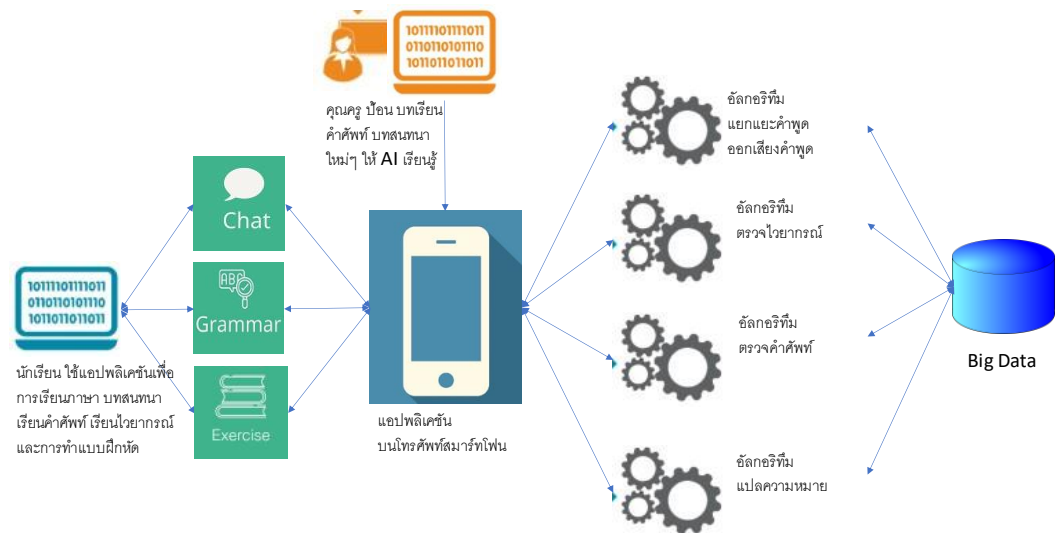 1011110111011
011011010110
1011011011011
คุณครู ป้อน บทเรียน
คำศัพท์ บทสนทนา
ใหม่ๆ ให้ AI เรียนรู้
Chat
ABC
Grammar
Exercise
1011110111011
0110110101110
1011011011011
นักเรียน ใช้แอปพลิเคชันเพื่อ
การเรียนภาษา บทสนทนา
เรียนคำศัพท์ เรียนไวยากรณ์
และการทำแบบฝึกหัด
แอปพลิเคชัน
บนโทรศัพท์สมาร์ทโฟน
อัลกอริทึม
แยกแยะคำพูด
ออกเสียงคำพูด
อัลกอริทึม
ตรวจไวยากรณ์
อัลกอริทึม
ตรวจคำศัพท์
อัลกอริทึม
แปลความหมาย
Big Data